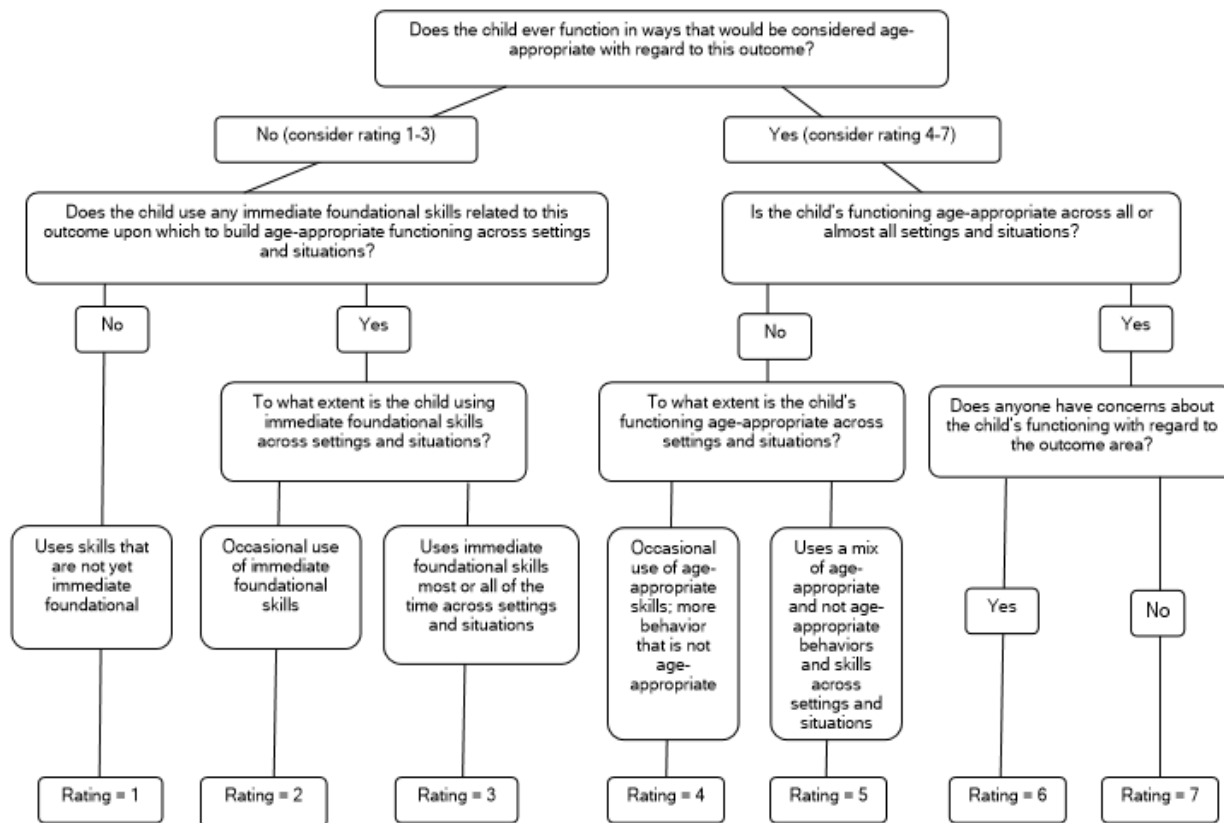 Does the child ever function in ways that would be considered age-
appropriate with regard to this outcome?
No (consider rating 1-3)
Yes (consider rating 4-7)
Does the child use any immediate foundational skills related to this
outcome upon which to build age-appropriate functioning across settings
and situations?
Is the child's functioning age-appropriate across all or
almost all settings and situations?
No
Yes
No
Yes
To what extent is the child using
immediate foundational skills
across settings and situations?
To what extent is the child's
functioning age-appropriate across
settings and situations?
Does anyone have concerns about
the child's functioning with regard to
the outcome area?
Uses skills that
are not yet
immediate
foundational
Occasional use
of immediate
foundational
skills
Uses immediate
foundational skills
most or all of the
time across settings
and situations
Occasional
use of age-
appropriate
skills; more
behavior
that is not
age-
appropriate
Uses a mix
of age-
appropriate
and not age-
appropriate
behaviors
and skills
across
settings and
situations
Yes
No
Rating = 1
Rating = 2
Rating = 3
Rating = 4
Rating = 5
Rating = 6
Rating = 7